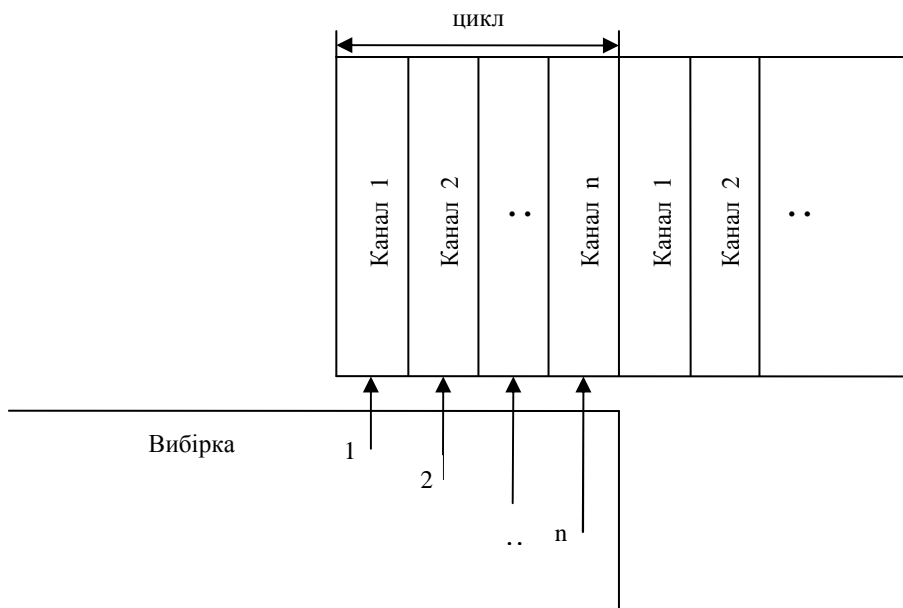 цикл
Канал 1
Канал 2
..
Канал n
Канал 1
Канал 2
..
Вибірка
1
2
..
n